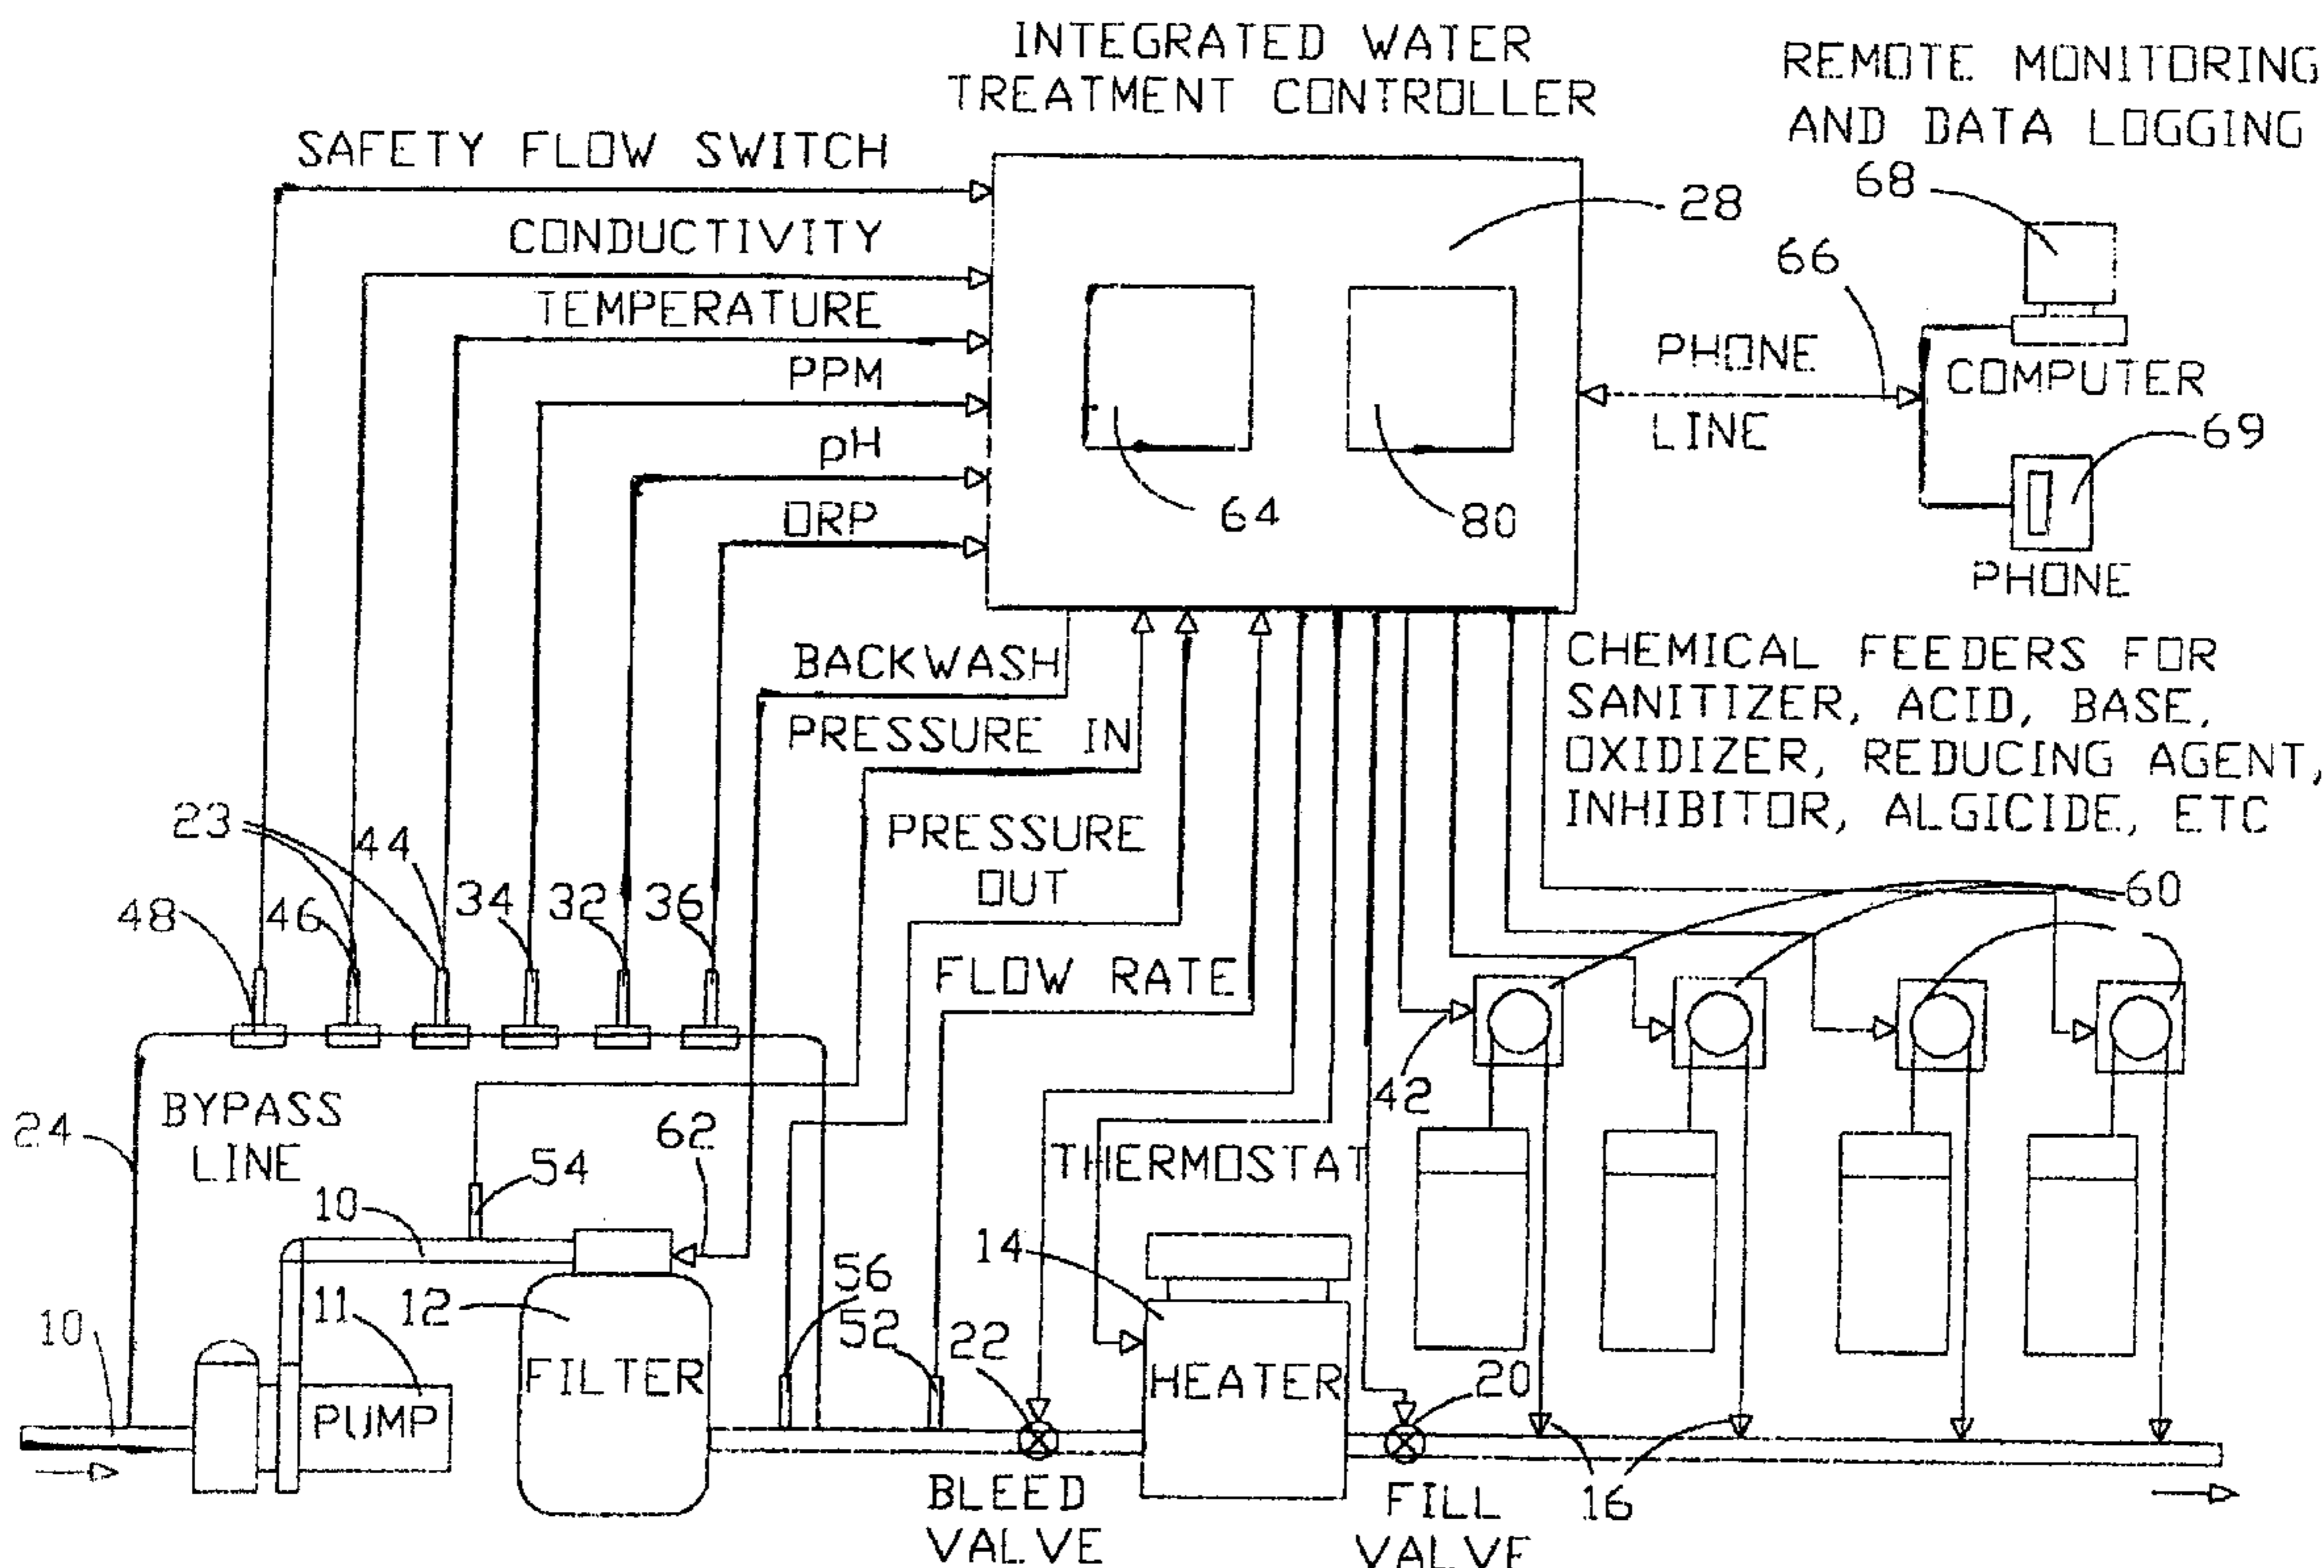 INTEGRATED WATER
TREATMENT CONTROLLER
REMOTE MONITORING
AND DATA LOGGING
68
SAFETY FLOW SWITCH
28
CONDUCTIVITY
66
TEMPERATURE
PHONE
LINE
COMPUTER
PPM
69
pH
64
80
ORP
PHONE
BACKWASH
CHEMICAL FEEDERS FOR
SANITIZER, ACID, BASE,
OXIDIZER, REDUCING AGENT,
INHIBITOR, ALGICIDE, ETC
PRESSURE IN
23
44
PRESSURE
OUT
48
46
34
32
36
60
FLOW RATE
42
BYPASS
LINE
24
62
THERMOSTAT
54
10
14
56
11
12
52
22
10
FILTER
HEATER
20
PUMP
BLEED
VALVE
FILL
VALVE
16